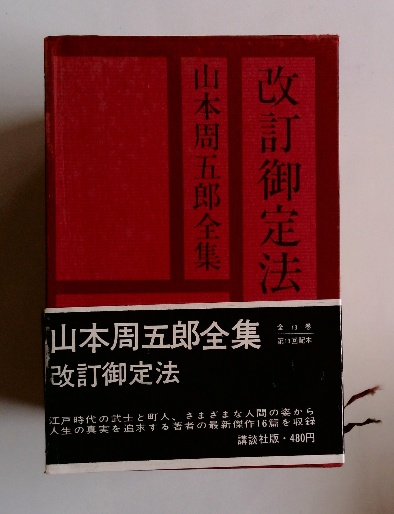 改訂御定法
山本周五郎全集
山本周五郎全集
全13巻
第11回配本
改訂御定法
江戸時代の武士と町人、さまざまな人間の姿から
人生の真実を追求する著者の最新傑作16篇を収録
講談社版・480円